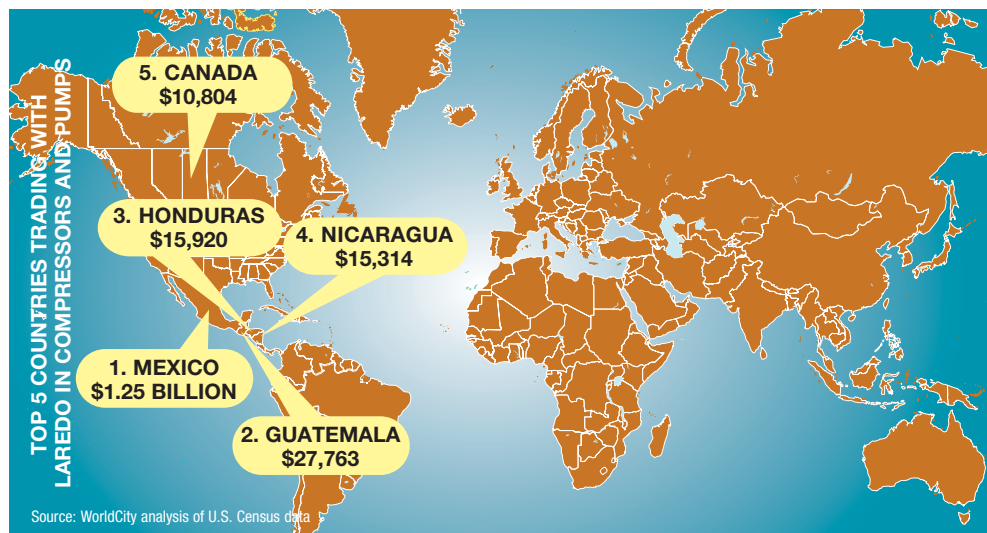 TOP 5 COUNTRIES TRADING WITH
LAREDO IN COMPRESSORS AND PUMPS
5. CANADA
$10,804
3. HONDURAS
$15,920
4. NICARAGUA
$15,314
1. MEXICO
$1.25 BILLION
2. GUATEMALA
$27,763
Source: WorldCity analysis of U.S. Census data